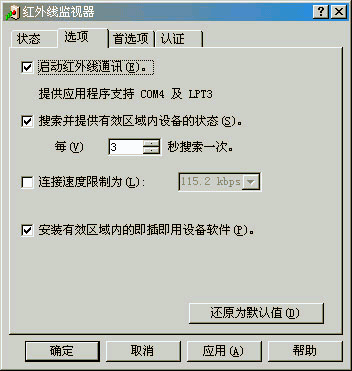 红外线监视器
状态 选项 首选项 认证
启动红外线通讯(E)。
提供应用程序支持 COM4 及 LPT3
搜索并提供有效区域内设备的状态(S)。
每(V) 3 秒搜索一次。
连接速度限制为(L): 115.2 kbps
安装有效区域内的即插即用设备软件(P)。
还原为默认值(D)
确定 取消 应用(A) 帮助